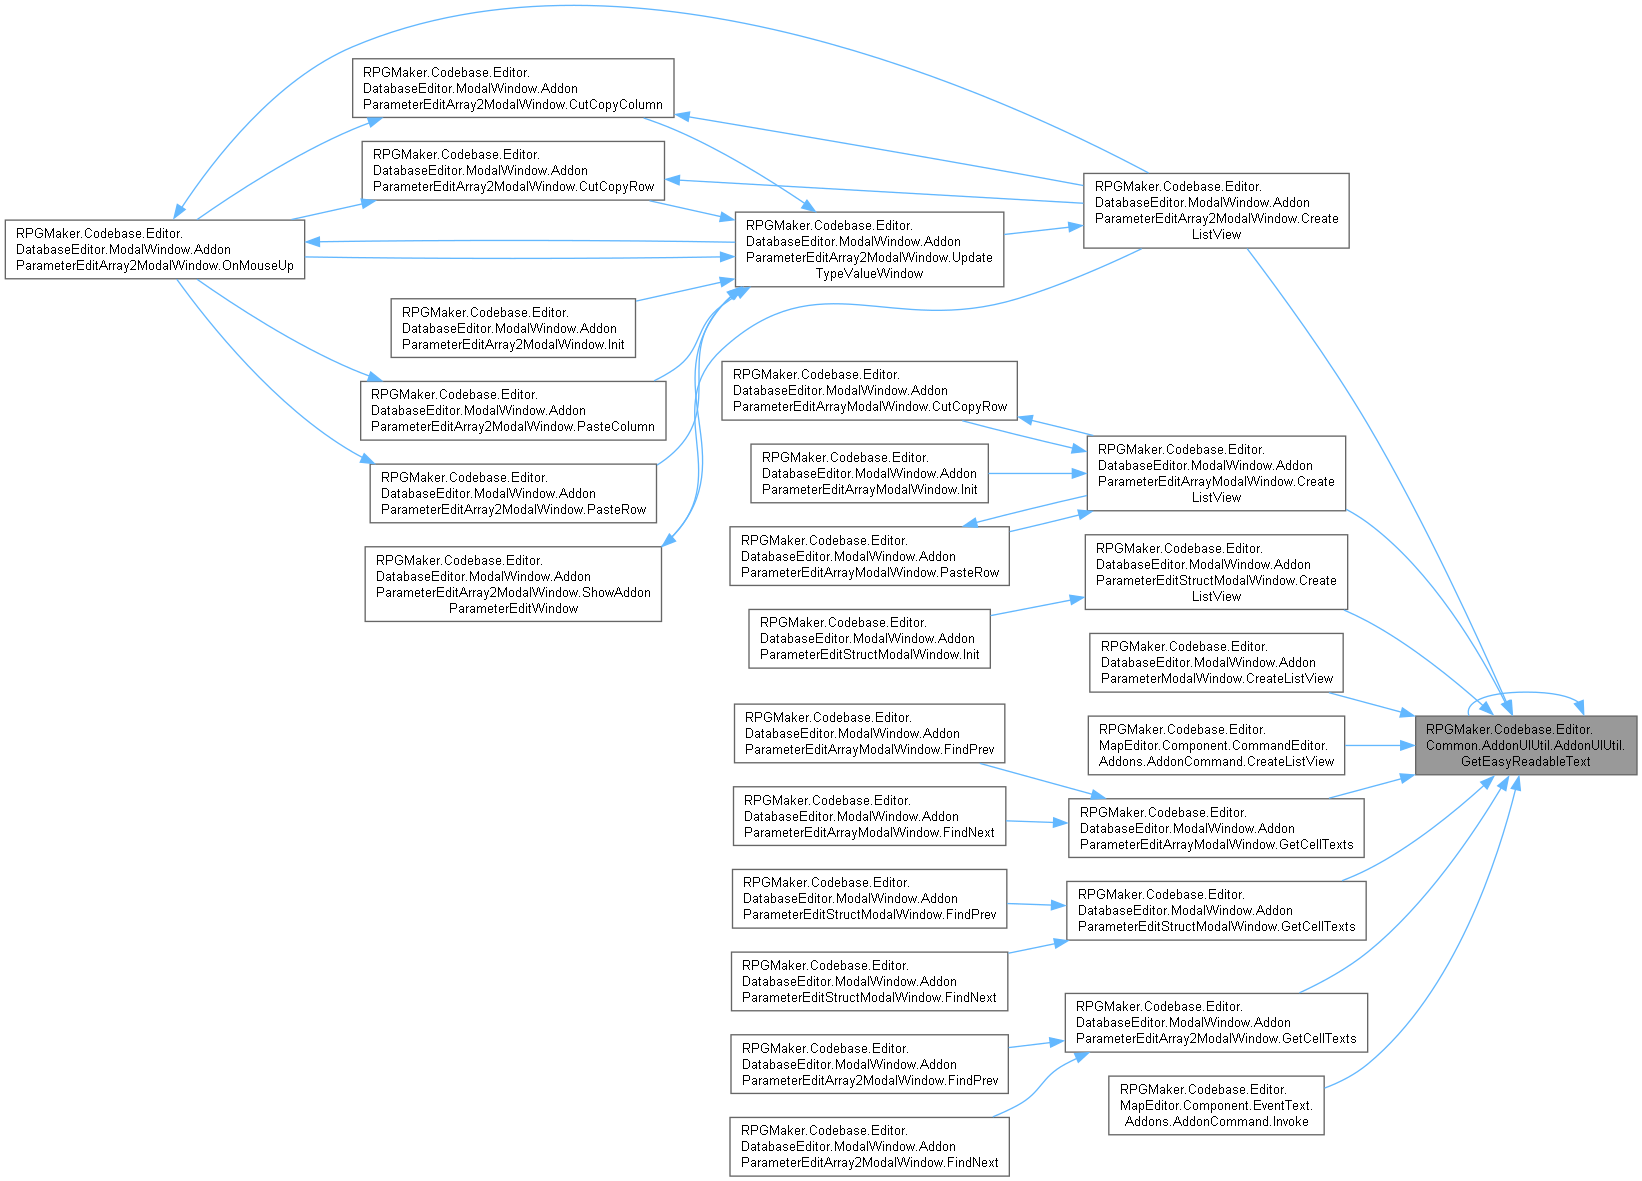 RPGMaker.Codebase.Editor.
DatabaseEditor.ModalWindow.Addon
ParameterEditArray2ModalWindow.CutCopyColumn
RPGMaker.Codebase.Editor.
DatabaseEditor.ModalWindow.Addon
ParameterEditArray2ModalWindow.CutCopyRow
RPGMaker.Codebase.Editor.
DatabaseEditor.ModalWindow.Addon
ParameterEditArray2ModalWindow.Create
ListView
RPGMaker.Codebase.Editor.
DatabaseEditor.ModalWindow.Addon
ParameterEditArray2ModalWindow.OnMouseUp
RPGMaker.Codebase.Editor.
DatabaseEditor.ModalWindow.Addon
ParameterEditArray2ModalWindow.Update
TypeValueWindow
RPGMaker.Codebase.Editor.
DatabaseEditor.ModalWindow.Addon
ParameterEditArray2ModalWindow.Init
RPGMaker.Codebase.Editor.
DatabaseEditor.ModalWindow.Addon
ParameterEditArray2ModalWindow.PasteColumn
RPGMaker.Codebase.Editor.
DatabaseEditor.ModalWindow.Addon
ParameterEditArray2ModalWindow.PasteRow
RPGMaker.Codebase.Editor.
DatabaseEditor.ModalWindow.Addon
ParameterEditArray2ModalWindow.ShowAddon
ParameterEditWindow
RPGMaker.Codebase.Editor.
DatabaseEditor.ModalWindow.Addon
ParameterEditArrayModalWindow.CutCopyRow
RPGMaker.Codebase.Editor.
DatabaseEditor.ModalWindow.Addon
ParameterEditArrayModalWindow.Init
RPGMaker.Codebase.Editor.
DatabaseEditor.ModalWindow.Addon
ParameterEditArrayModalWindow.Create
ListView
RPGMaker.Codebase.Editor.
DatabaseEditor.ModalWindow.Addon
ParameterEditArrayModalWindow.PasteRow
RPGMaker.Codebase.Editor.
DatabaseEditor.ModalWindow.Addon
ParameterEditStructModalWindow.Create
ListView
RPGMaker.Codebase.Editor.
DatabaseEditor.ModalWindow.Addon
ParameterEditStructModalWindow.Init
RPGMaker.Codebase.Editor.
DatabaseEditor.ModalWindow.Addon
ParameterModalWindow.CreateListView
RPGMaker.Codebase.Editor.
MapEditor.Component.CommandEditor.
Addons.AddonCommand.CreateListView
RPGMaker.Codebase.Editor.
Common.AddonUIUtil.AddonUIUtil.
GetEasyReadableText
RPGMaker.Codebase.Editor.
DatabaseEditor.ModalWindow.Addon
ParameterEditArrayModalWindow.FindPrev
RPGMaker.Codebase.Editor.
DatabaseEditor.ModalWindow.Addon
ParameterEditArrayModalWindow.FindNext
RPGMaker.Codebase.Editor.
DatabaseEditor.ModalWindow.Addon
ParameterEditArrayModalWindow.GetCellTexts
RPGMaker.Codebase.Editor.
DatabaseEditor.ModalWindow.Addon
ParameterEditStructModalWindow.FindPrev
RPGMaker.Codebase.Editor.
DatabaseEditor.ModalWindow.Addon
ParameterEditStructModalWindow.GetCellTexts
RPGMaker.Codebase.Editor.
DatabaseEditor.ModalWindow.Addon
ParameterEditStructModalWindow.FindNext
RPGMaker.Codebase.Editor.
DatabaseEditor.ModalWindow.Addon
ParameterEditArray2ModalWindow.GetCellTexts
RPGMaker.Codebase.Editor.
DatabaseEditor.ModalWindow.Addon
ParameterEditArray2ModalWindow.FindPrev
RPGMaker.Codebase.Editor.
MapEditor.Component.EventText.
Addons.AddonCommand.Invoke
RPGMaker.Codebase.Editor.
DatabaseEditor.ModalWindow.Addon
ParameterEditArray2ModalWindow.FindNext